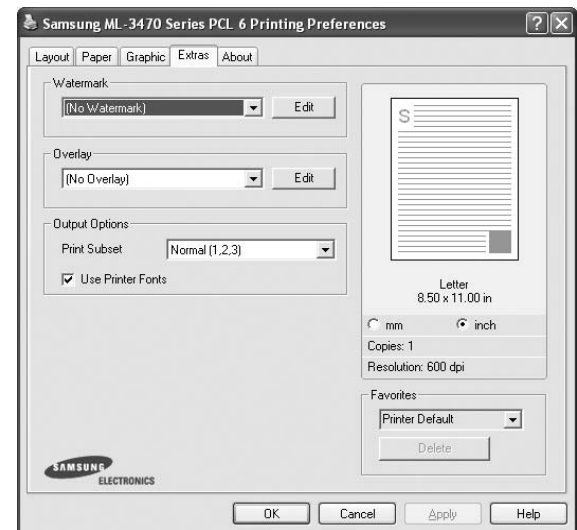 Samsung ML-3470 Series PCL 6 Printing Preferences
Layout Paper Graphic Extras About
Watermark
(No Watermark) Edit
Overlay
(No Overlay) Edit
Output Options
Print Subset Normal (1,2,3)
Use Printer Fonts
S
Letter
8.50 x 11.00 in
mm inch
Copies: 1
Resolution: 600 dpi
Favorites
Printer Default
Delete
SAMSUNG
ELECTRONICS
OK Cancel Apply Help